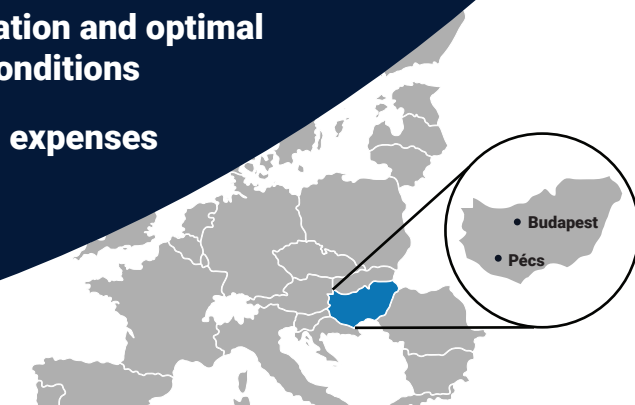 ation and optimal
onditions
expenses
Budapest
Pécs